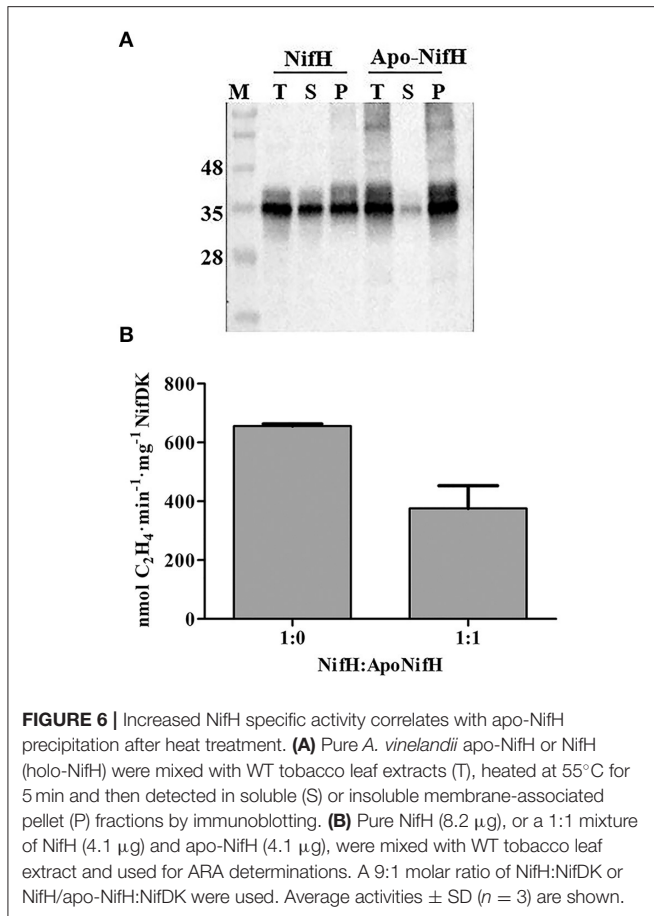 A
NifH Apo-NifH
M T S P T S P
48
35
28
B
nmol C₂H₄·min⁻¹·mg⁻¹ NifDK
800
600
400
200
0
1:0 1:1
NifH:ApoNifH
FIGURE 6 | Increased NifH specific activity correlates with apo-NifH
precipitation after heat treatment. (A) Pure A. vinelandii apo-NifH or NifH
(holo-NifH) were mixed with WT tobacco leaf extracts (T), heated at 55°C for
5 min and then detected in soluble (S) or insoluble membrane-associated
pellet (P) fractions by immunoblotting. (B) Pure NifH (8.2 μg), or a 1:1 mixture
of NifH (4.1 μg) and apo-NifH (4.1 μg), were mixed with WT tobacco leaf
extract and used for ARA determinations. A 9:1 molar ratio of NifH:NifDK or
NifH/apo-NifH:NifDK were used. Average activities ± SD (n = 3) are shown.